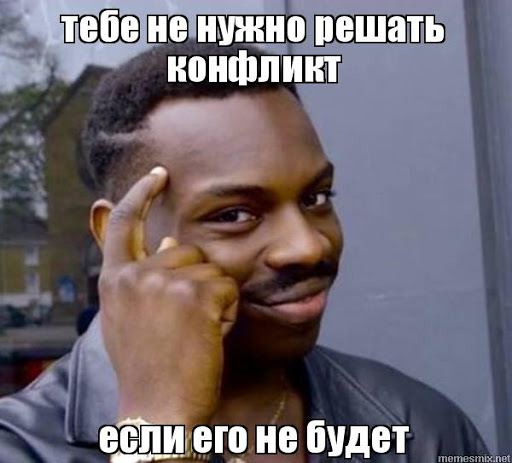 тебе не нужно решать
конфликт
если его не будет
memesmix.net